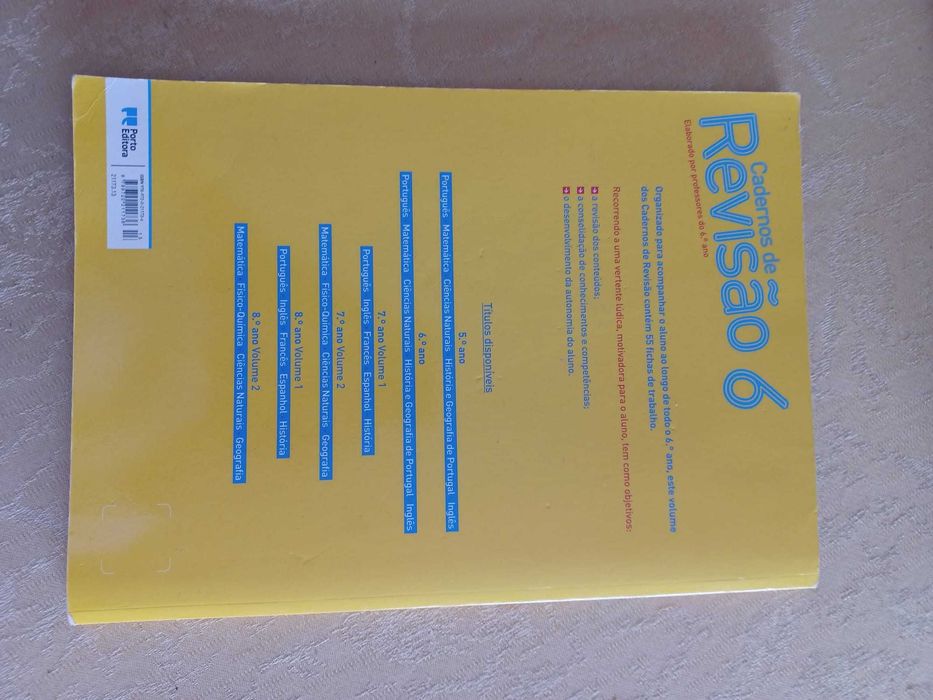 Cadernos de
Revisão 6
Elaborado por professores do 6.º ano
Organizado para acompanhar o aluno ao longo de todo o 6.º ano, este volume
dos Cadernos de Revisão contém 55 fichas de trabalho.
Recorrendo a uma vertente lúdica, motivadora para o aluno, tem como objetivos:
a revisão dos conteúdos;
a consolidação de conhecimentos e competências;
o desenvolvimento da autonomia do aluno.
Títulos disponíveis
5.º ano
Português Matemática Ciências Naturais História e Geografia de Portugal Inglês
6.º ano
Português Matemática Ciências Naturais História e Geografia de Portugal Inglês
7.º ano Volume 1
Português Inglês Francês Espanhol História
7.º ano Volume 2
Matemática Físico-Química Ciências Naturais Geografia
8.º ano Volume 1
Português Inglês Francês Espanhol História
8.º ano Volume 2
Matemática Físico-Química Ciências Naturais Geografia
Porto
Editora
21173.13